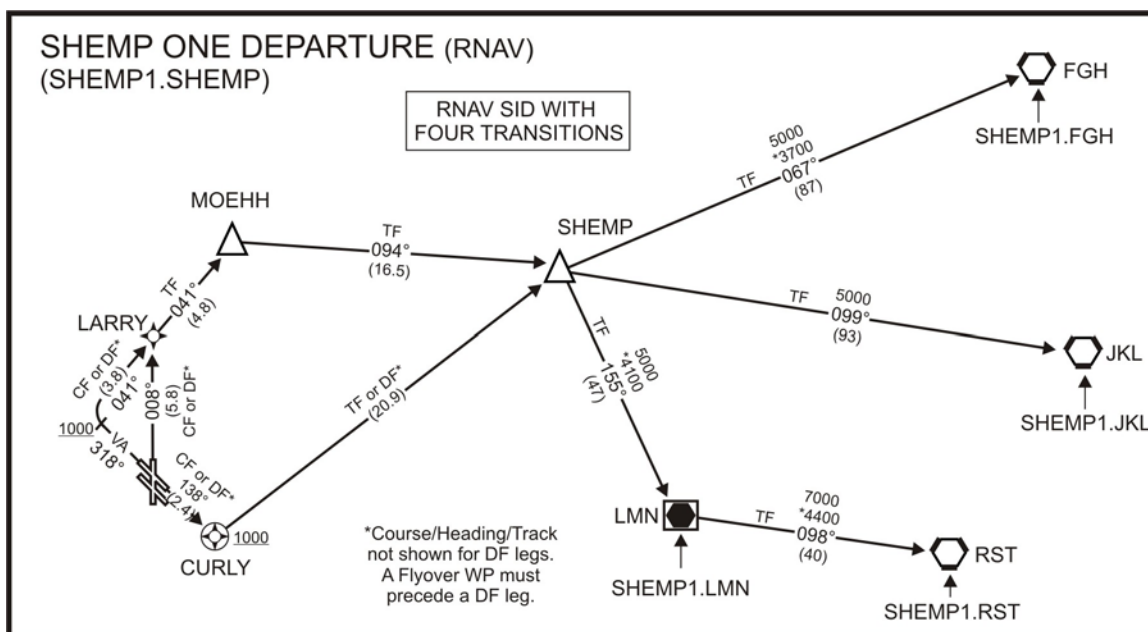 SHEMP ONE DEPARTURE (RNAV)
(SHEMP1.SHEMP)
RNAV SID WITH
FOUR TRANSITIONS
FGH
SHEMP1.FGH
5000
*3700
TF 067°
(87)
MOEHH
TF
094°
(16.5)
SHEMP
TF
041°
(4.8)
LARRY
CF or DF*
(3.8)
041°
008°
(5.8)
CF or DF*
1000
VA
318°
CF or DF*
138°
(2.4)
CURLY
1000
TF or DF*
(20.9)
TF 5000
099°
(93)
JKL
SHEMP1.JKL
TF
5000
*4100
155°
(47)
LMN
SHEMP1.LMN
7000
*4400
TF 098°
(40)
RST
SHEMP1.RST
*Course/Heading/Track
not shown for DF legs.
A Flyover WP must
precede a DF leg.